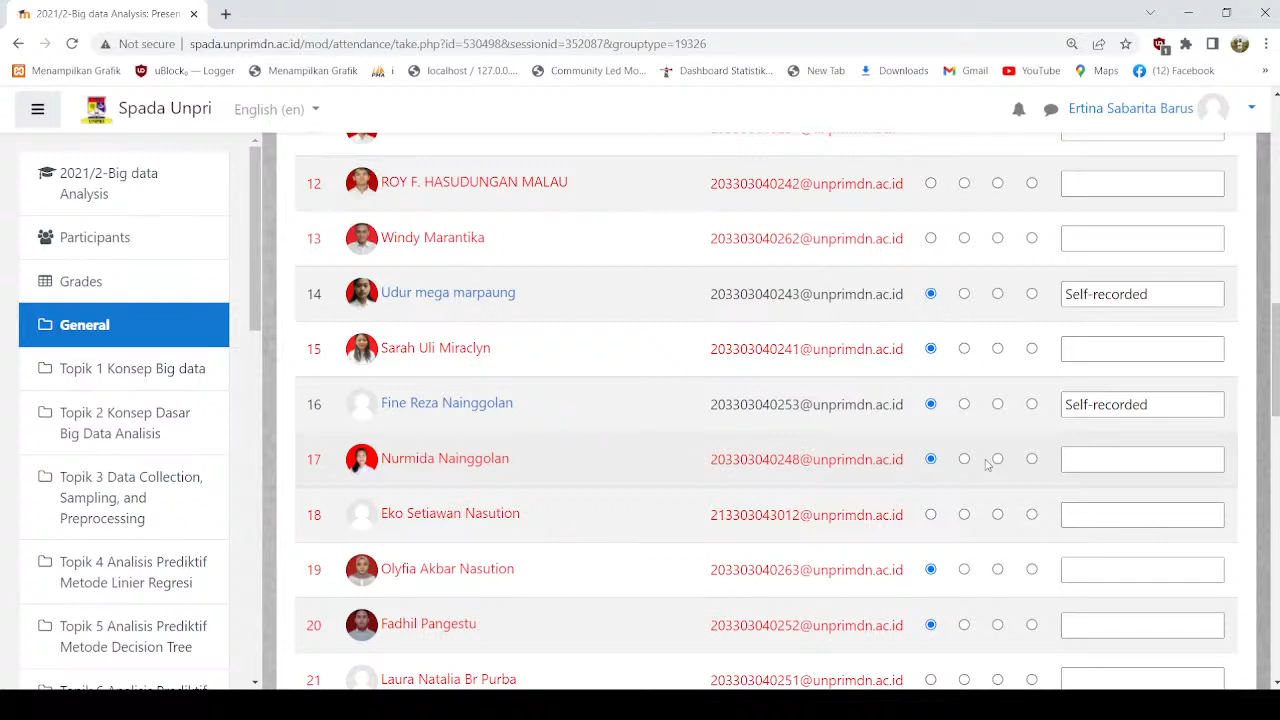 2021/2-Big data Analysis: Presen
Not secure
spada.unprimdn.ac.id/mod/attendance/take.php?id=530498&sessionid=352087&grouptype=19326
1
Menampilkan Grafik
uBlock — Logger
Menampilkan Grafik
i
localhost / 127.0.0....
Community Led Mo...
Dashboard Statistik...
New Tab
Downloads
Gmail
YouTube
Maps
(12) Facebook
»
Spada Unpri
English (en)
Ertina Sabarita Barus
2021/2-Big data
Analysis
Participants
Grades
General
Topik 1 Konsep Big data
Topik 2 Konsep Dasar
Big Data Analisis
Topik 3 Data Collection,
Sampling, and
Preprocessing
Topik 4 Analisis Prediktif
Metode Linier Regresi
Topik 5 Analisis Prediktif
Metode Decision Tree
12 ROY F. HASUDUNGAN MALAU 203303040242@unprimdn.ac.id
13 Windy Marantika 203303040262@unprimdn.ac.id
14 Udur mega marpaung 203303040243@unprimdn.ac.id Self-recorded
15 Sarah Uli Miraclyn 203303040241@unprimdn.ac.id
16 Fine Reza Nainggolan 203303040253@unprimdn.ac.id Self-recorded
17 Nurmida Nainggolan 203303040248@unprimdn.ac.id
18 Eko Setiawan Nasution 213303043012@unprimdn.ac.id
19 Olyfia Akbar Nasution 203303040263@unprimdn.ac.id
20 Fadhil Pangestu 203303040252@unprimdn.ac.id
21 Laura Natalia Br Purba 203303040251@unprimdn.ac.id